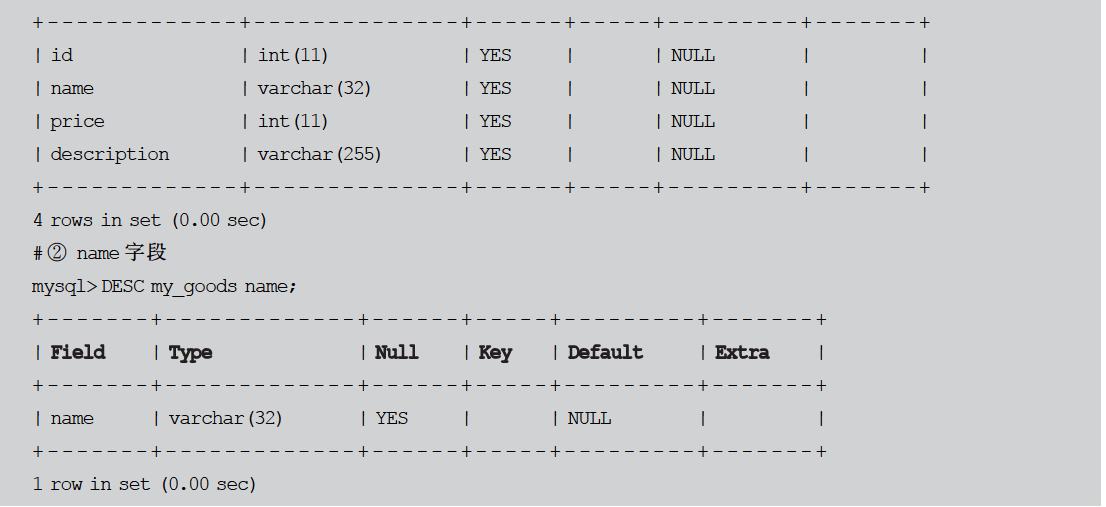 +-------------+--------------+------+-----+---------+-------+
| id | int(11) | YES | | NULL | | |
| name | varchar(32) | YES | | NULL | | |
| price | int(11) | YES | | NULL | | |
| description | varchar(255) | YES | | NULL | | |
+-------------+--------------+------+-----+---------+-------+
4 rows in set (0.00 sec)
#② name 字段
mysql> DESC my_goods name;
+-------+-------------+------+-----+---------+-------+
| Field | Type | Null | Key | Default | Extra |
+-------+-------------+------+-----+---------+-------+
| name | varchar(32) | YES | | NULL | |
+-------+-------------+------+-----+---------+-------+
1 row in set (0.00 sec)